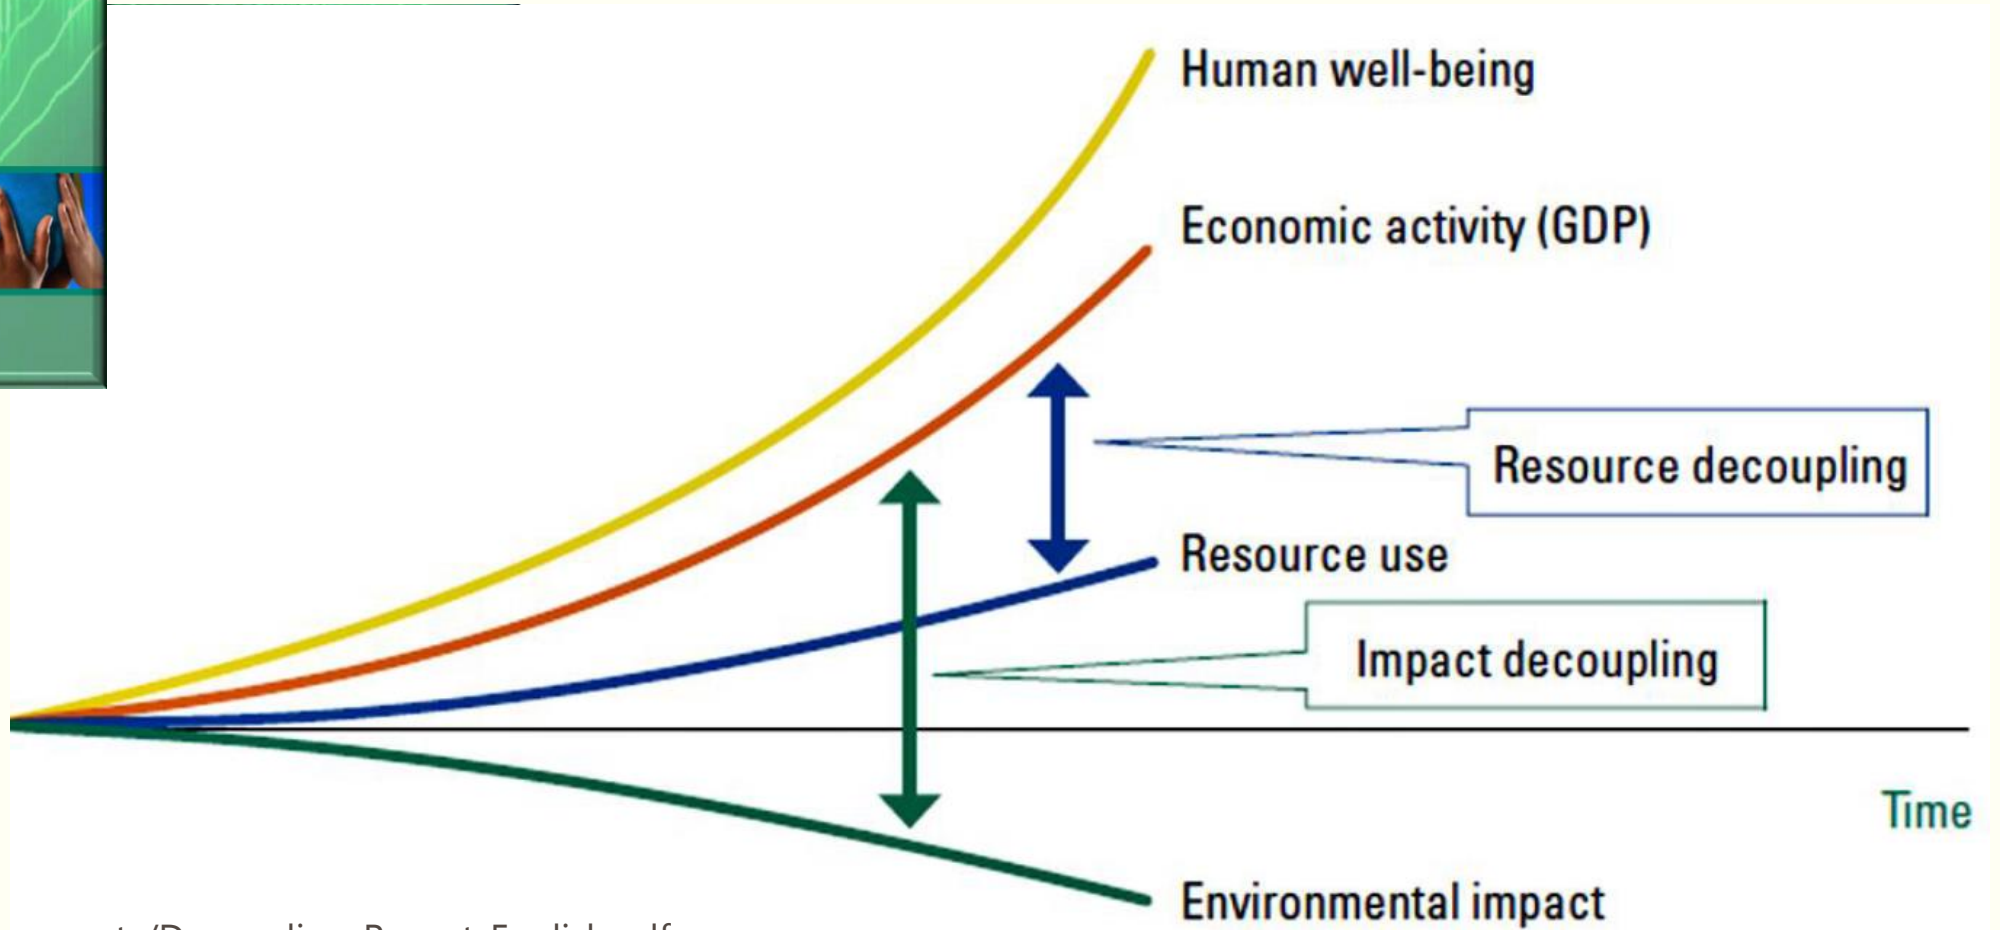 Human well-being
Economic activity (GDP)
Resource decoupling
Resource use
Impact decoupling
Time
Environmental impact